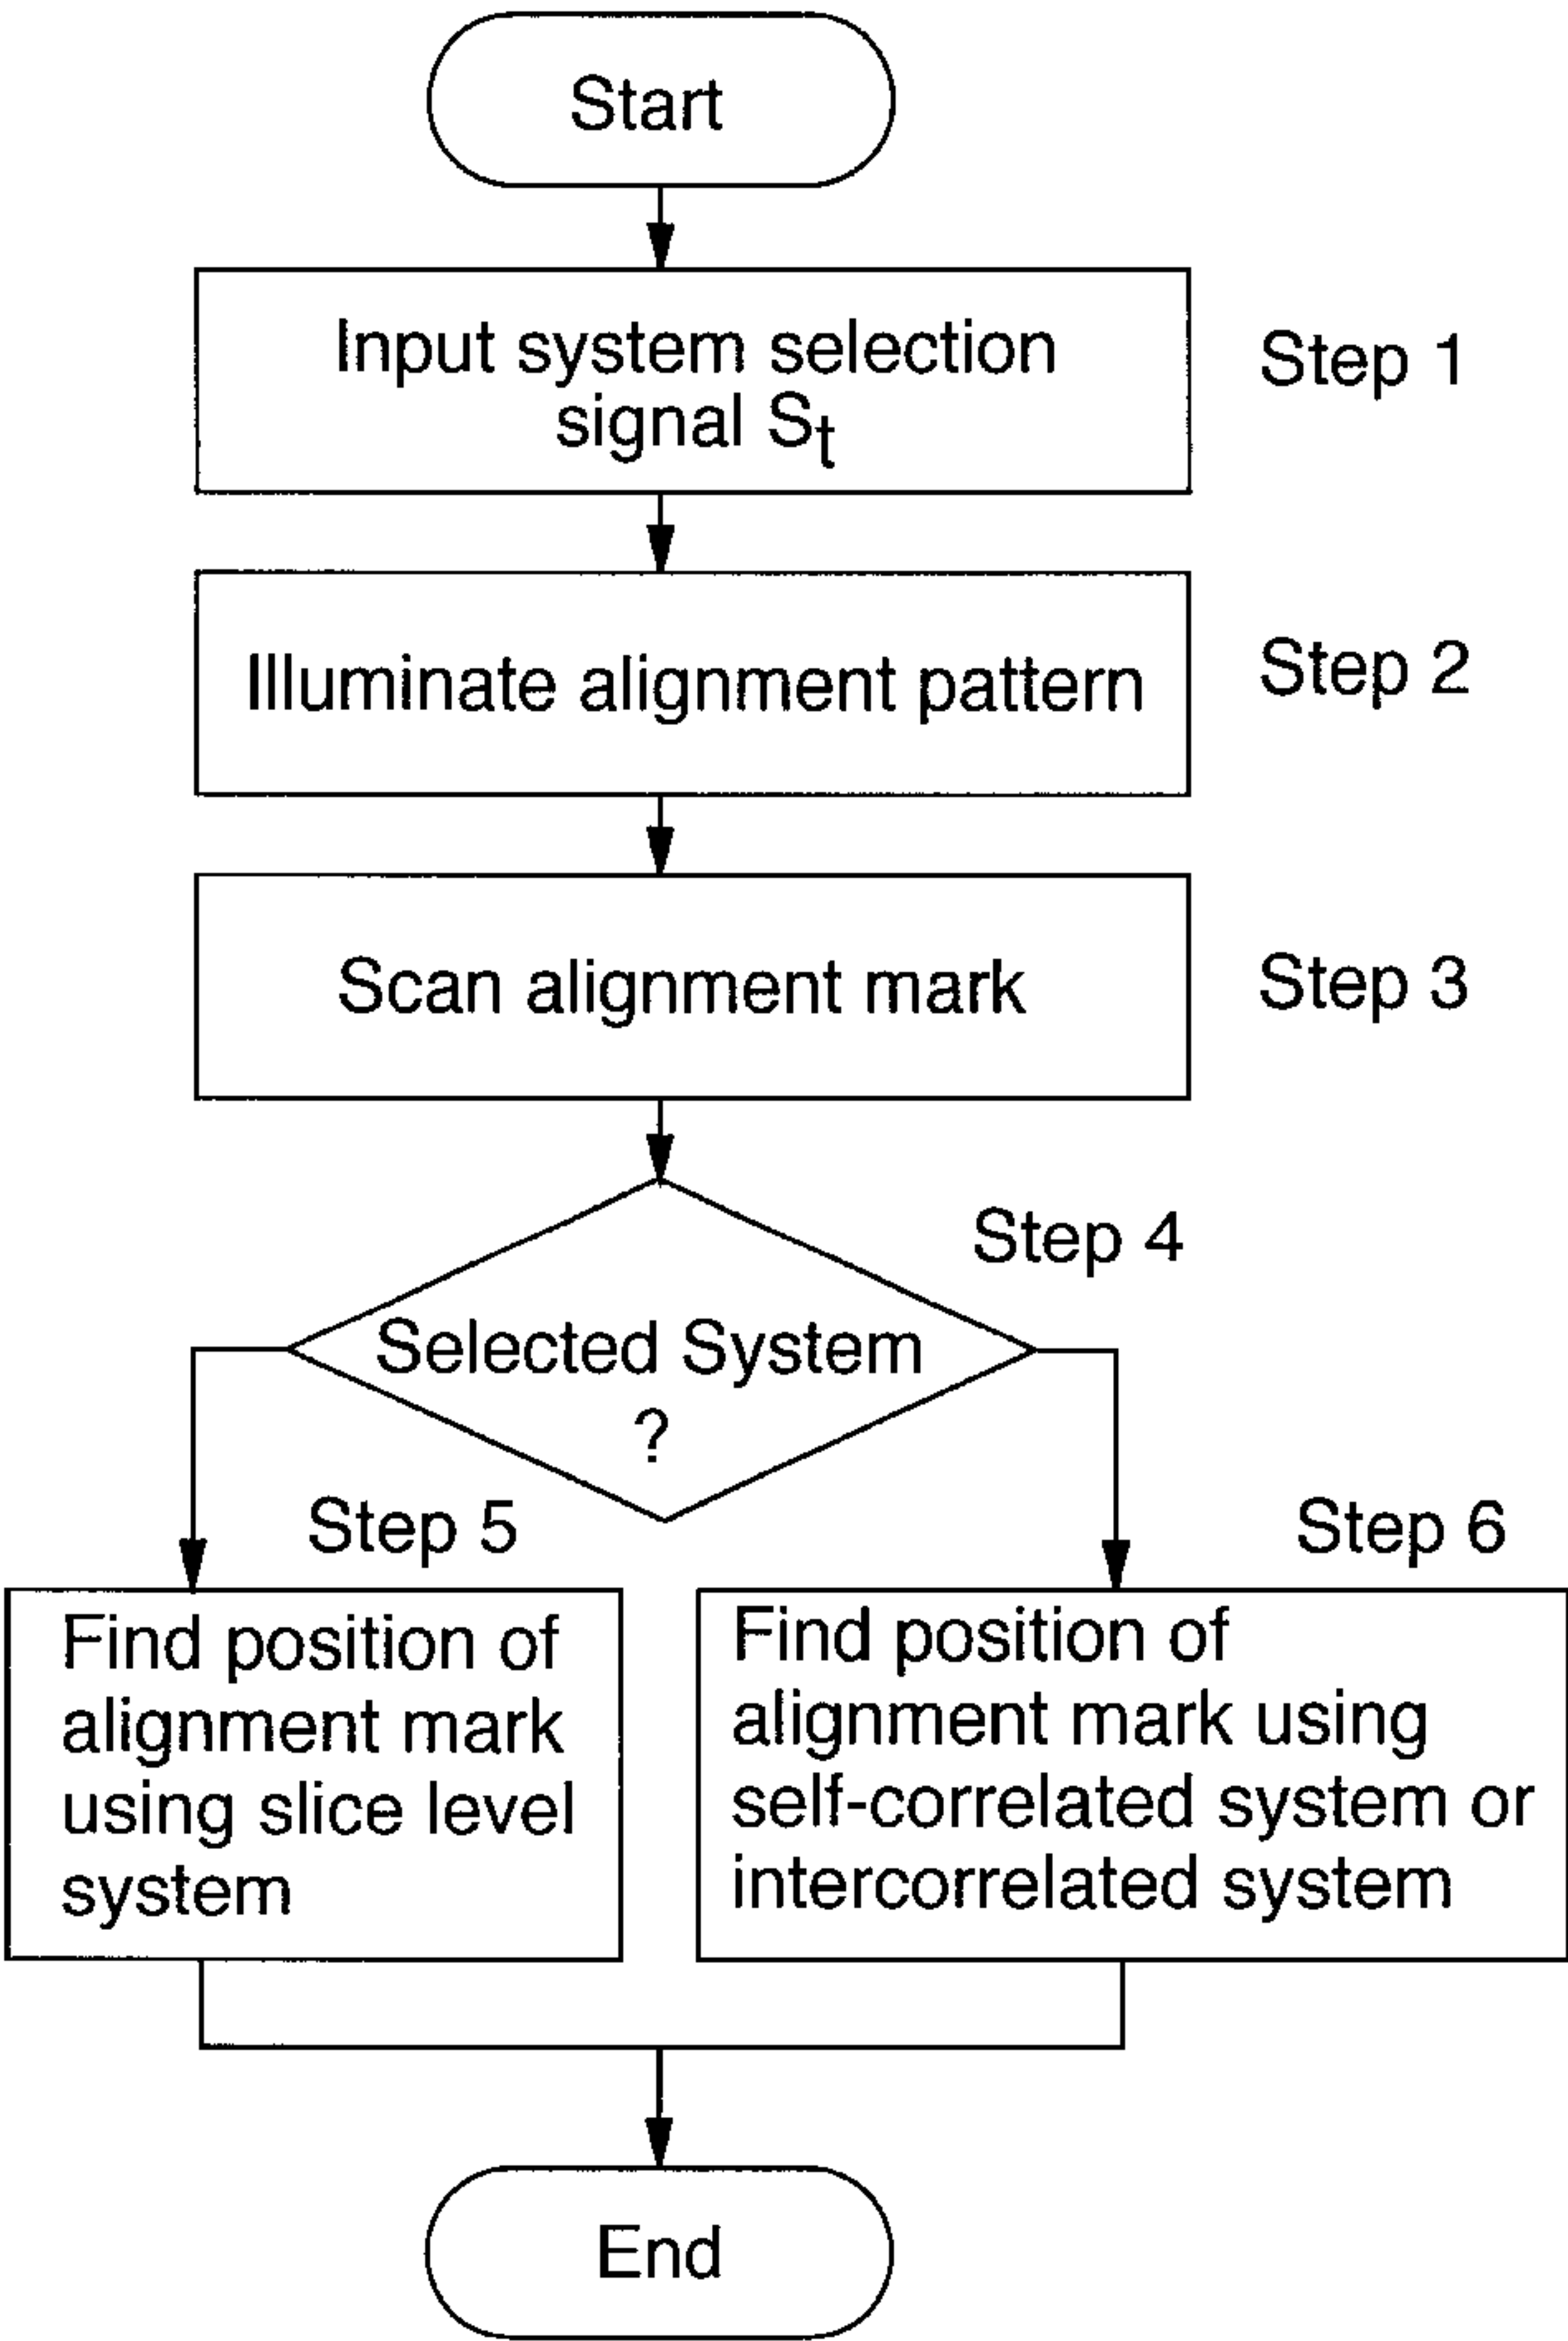 Start
Input system selection
signal St
Step 1
Illuminate alignment pattern
Step 2
Scan alignment mark
Step 3
Step 4
Selected System
?
Step 5
Find position of
alignment mark
using slice level
system
Step 6
Find position of
alignment mark using
self-correlated system or
intercorrelated system
End